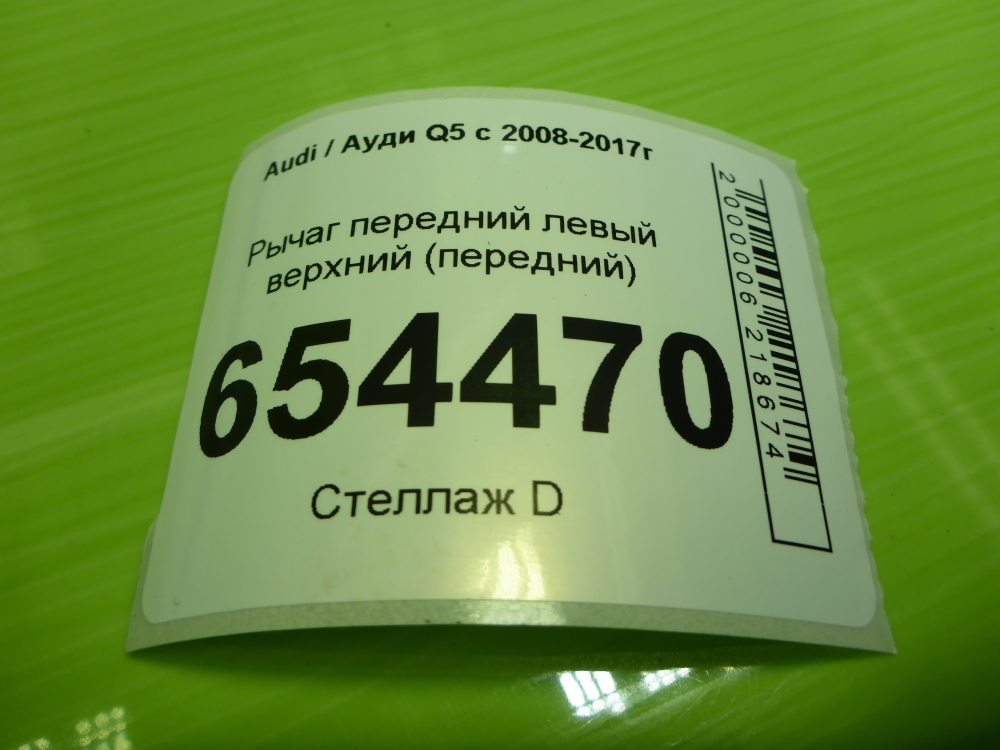 Audi / Ауди Q5 с 2008-2017г
Рычаг передний левый
верхний (передний)
654470
Стеллаж D
2000006218674